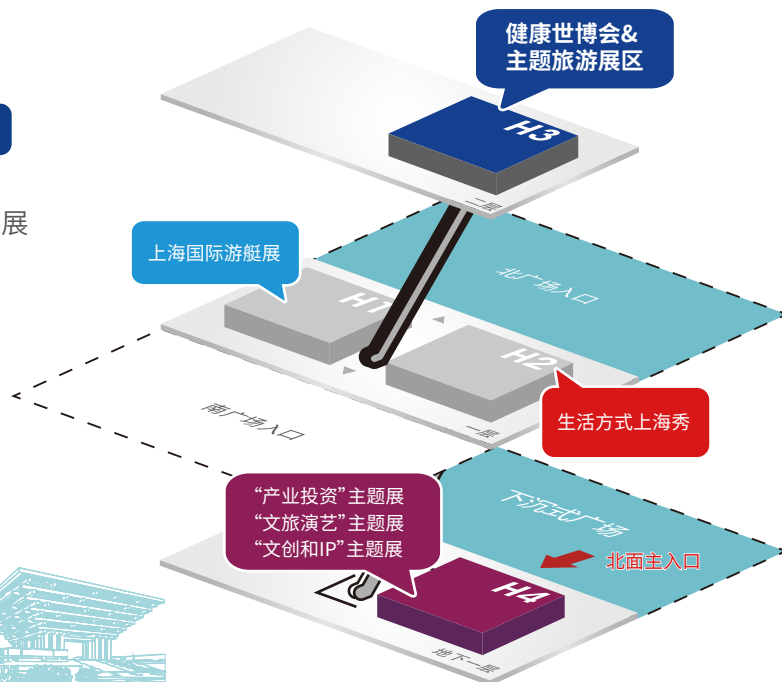 健康世博会&
主题旅游展区
H3
二层
展
上海国际游艇展
北广场入口
H1
H2
生活方式上海秀
南广场入口
一层
“产业投资”主题展
“文旅演艺”主题展
“文创和IP”主题展
下沉式广场
北面主入口
H4
地下一层